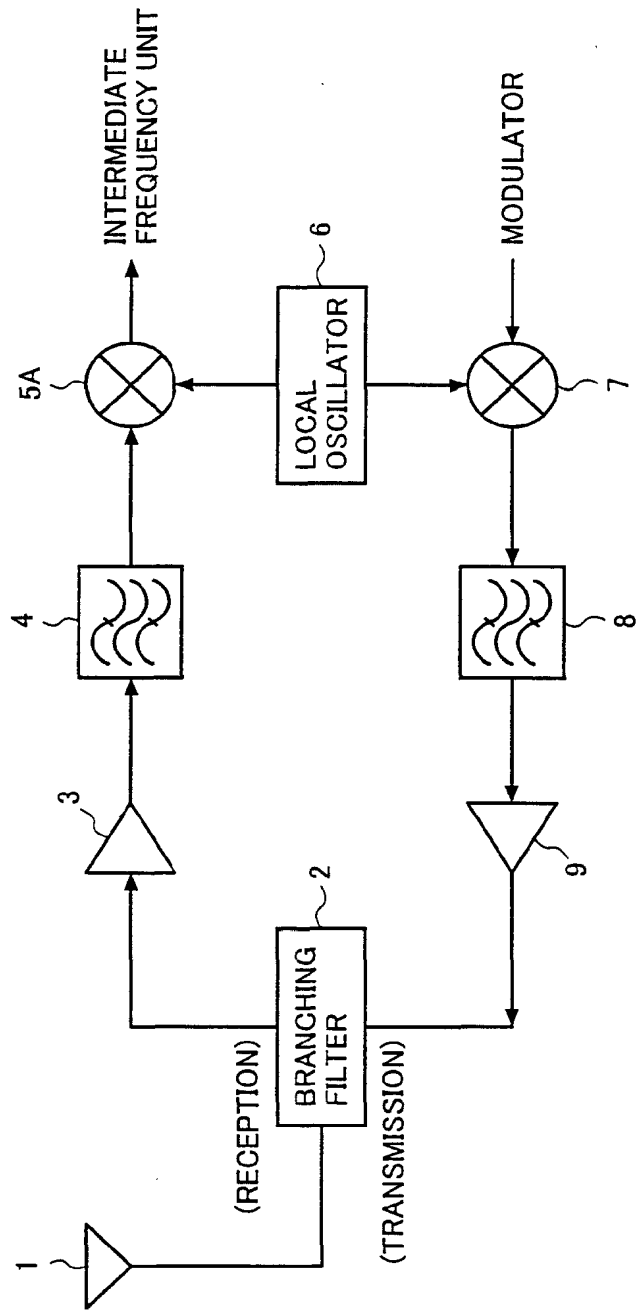 1
(RECEPTION)
BRANCHING
FILTER
2
(TRANSMISSION)
3
4
5A
INTERMEDIATE
FREQUENCY UNIT
LOCAL
OSCILLATOR
6
9
8
7
MODULATOR